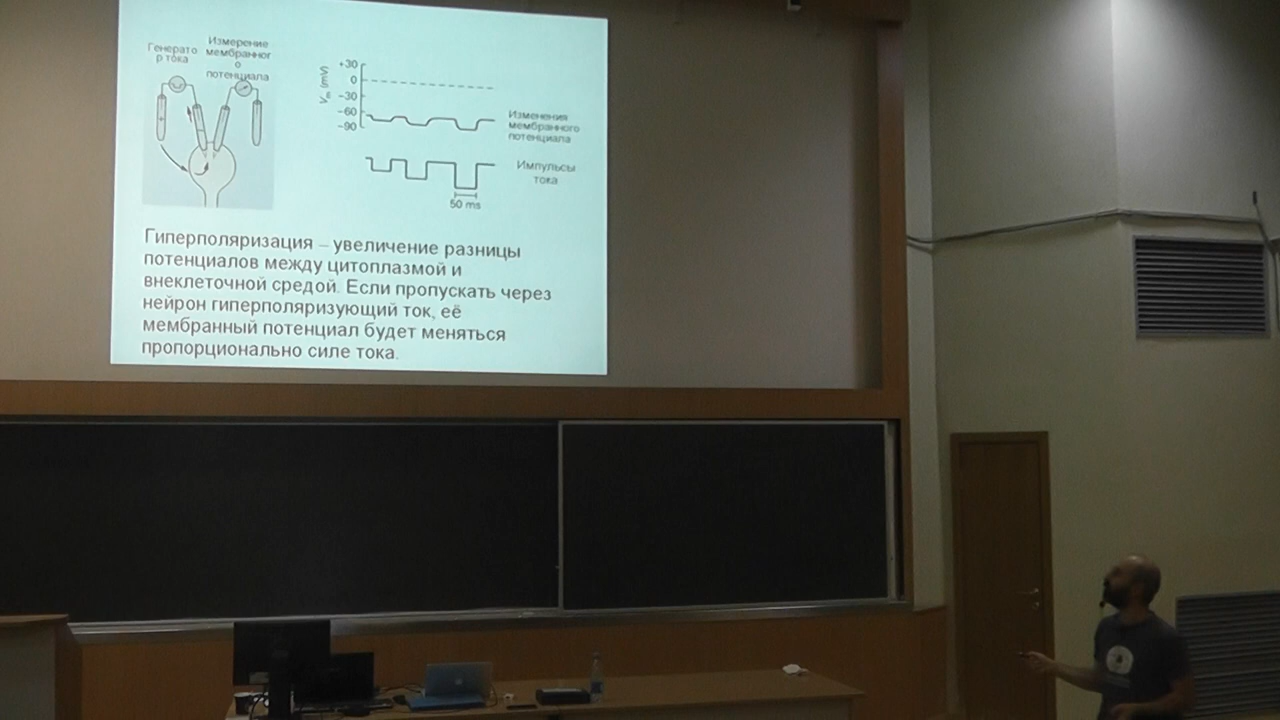 Генерато
р тока
Измерение
мембранног
о
потенциала
Vm (mV)
+30
0
–30
–60
–90
Изменения
мембранного
потенциала
Импульсы
тока
50 ms
Гиперполяризация – увеличение разницы
потенциалов между цитоплазмой и
внеклеточной средой. Если пропускать через
нейрон гиперполяризующий ток, её
мембранный потенциал будет меняться
пропорционально силе тока.